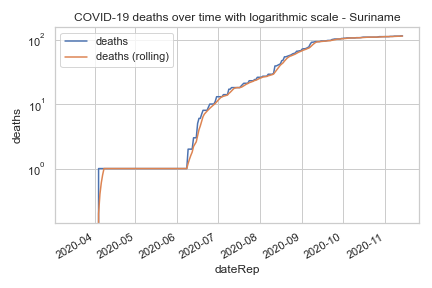 COVID-19 deaths over time with logarithmic scale - Suriname
deaths
deaths (rolling)
10²
10¹
10⁰
deaths
2020-04
2020-05
2020-06
2020-07
2020-08
2020-09
2020-10
2020-11
dateRep